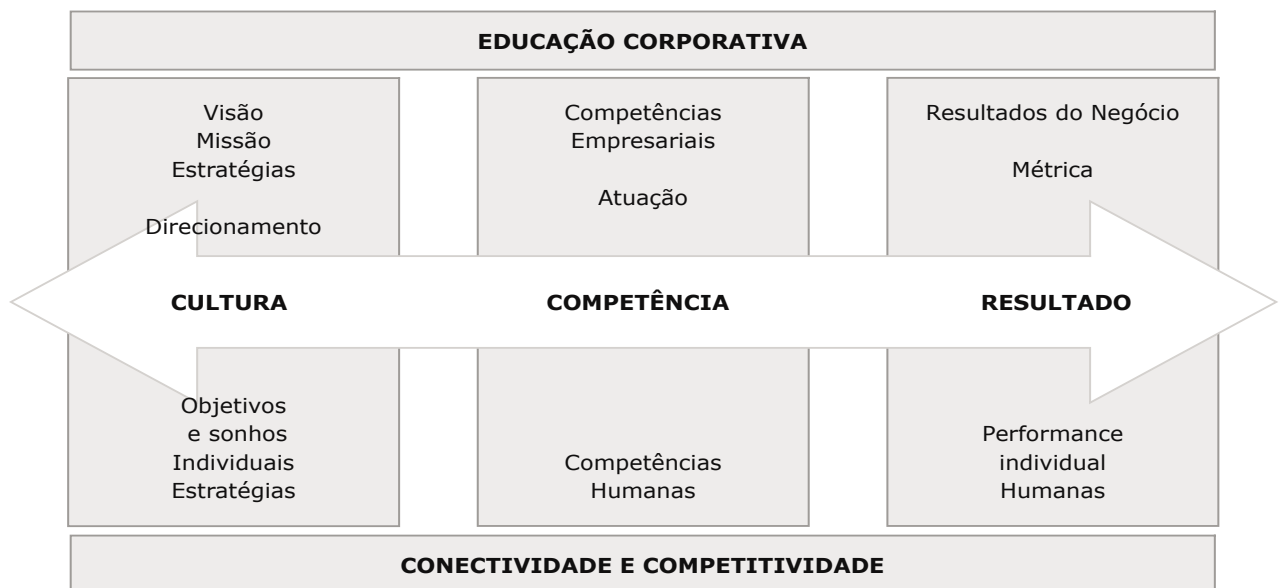 EDUCAÇÃO CORPORATIVA
Visão
Missão
Estratégias
Direcionamento
Competências
Empresariais
Atuação
Resultados do Negócio
Métrica
CULTURA
COMPETÊNCIA
RESULTADO
Objetivos
e sonhos
Individuais
Estratégias
Competências
Humanas
Performance
individual
Humanas
CONECTIVIDADE E COMPETITIVIDADE